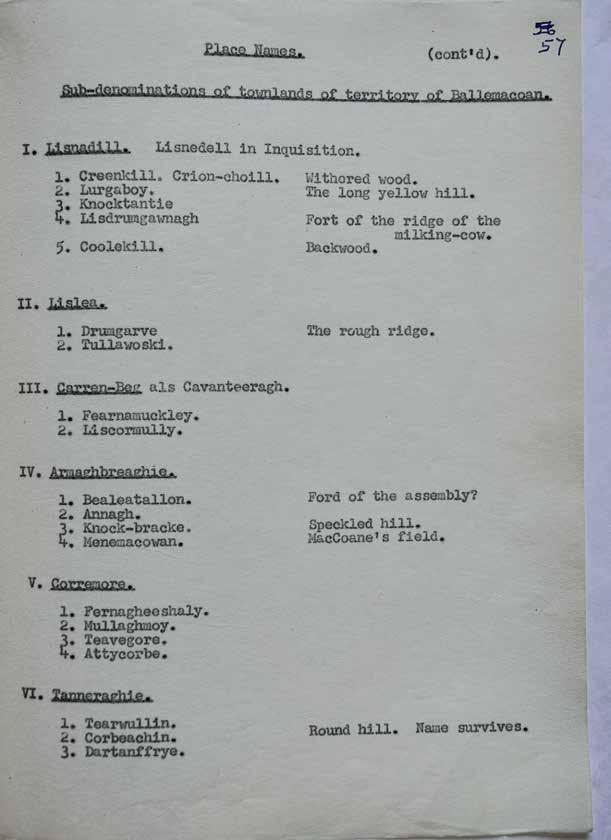 56
57
Place Names. (cont'd).
Sub-denominations of townlands of territory of Ballemacoan.
I. Lisnadill. Lisnedell in Inquisition.
1. Creenkill. Crion-choill. Withered wood.
2. Lurgaboy. The long yellow hill.
3. Knocktantie
4. Lisdrumgawnagh Fort of the ridge of the
milking-cow.
5. Coolekill. Backwood.
II. Lislea.
1. Drumgarve The rough ridge.
2. Tullawoski.
III. Carren-Beg als Cavanteeragh.
1. Fearnamuckley.
2. Liscormully.
IV. Armaghbreaghie.
1. Bealeatallon. Ford of the assembly?
2. Annagh.
3. Knock-bracke. Speckled hill.
4. Menemacowan. MacCoane's field.
V. Corremore.
1. Fernagheeshaly.
2. Mullaghmoy.
3. Teavegore.
4. Attycorbe.
VI. Tanneraghie.
1. Tearwullin. Round hill. Name survives.
2. Corbeachin.
3. Dartanffrye.